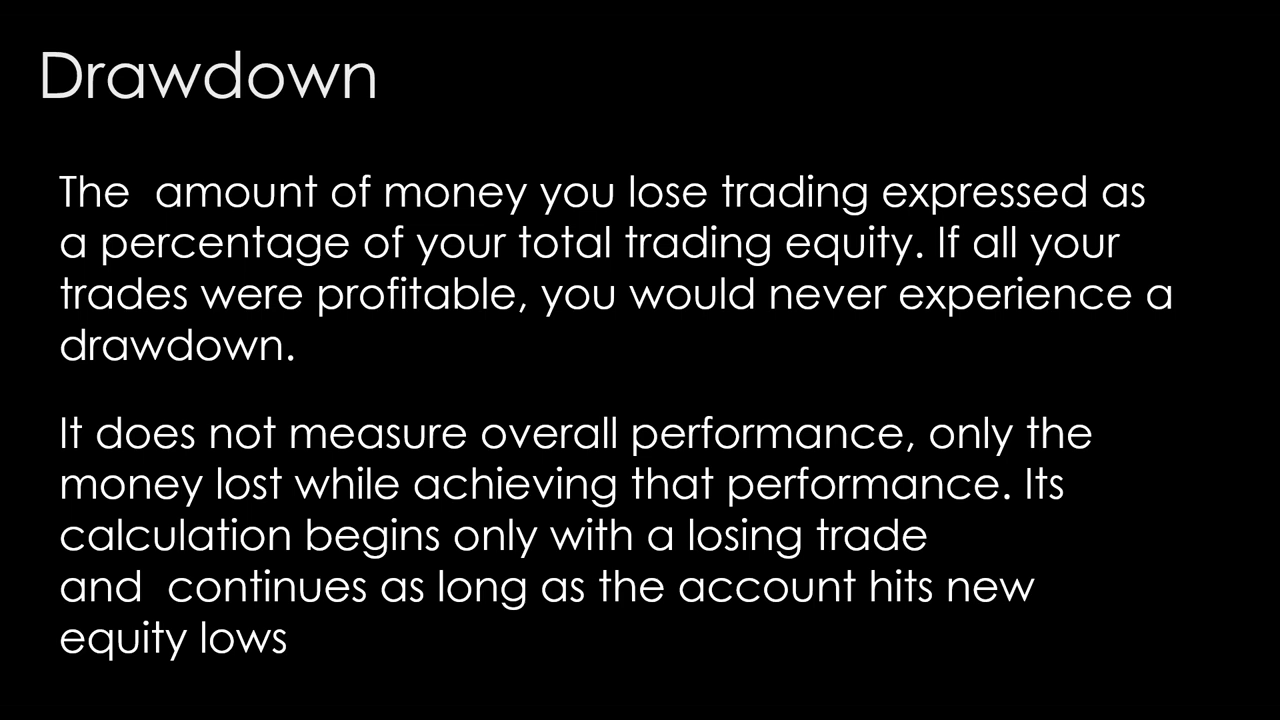 Drawdown
The  amount of money you lose trading expressed as
a percentage of your total trading equity. If all your
trades were profitable, you would never experience a
drawdown.
It does not measure overall performance, only the
money lost while achieving that performance. Its
calculation begins only with a losing trade
and  continues as long as the account hits new
equity lows